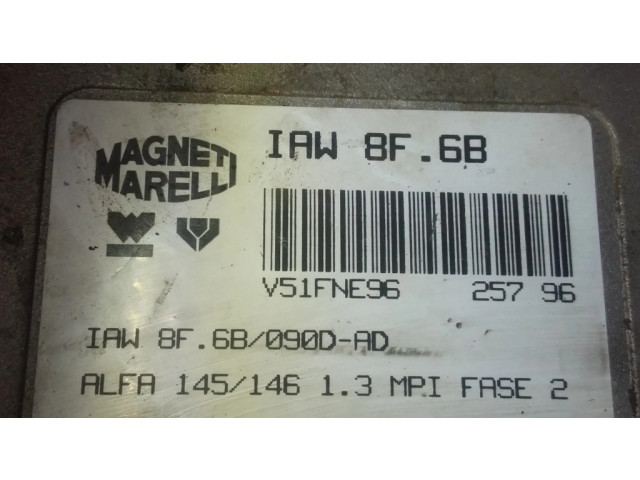 MAGNETI
MARELLI
IAW 8F.6B
V51FNE96 257 96
IAW 8F.6B/090D-AD
ALFA 145/146 1.3 MPI FASE 2